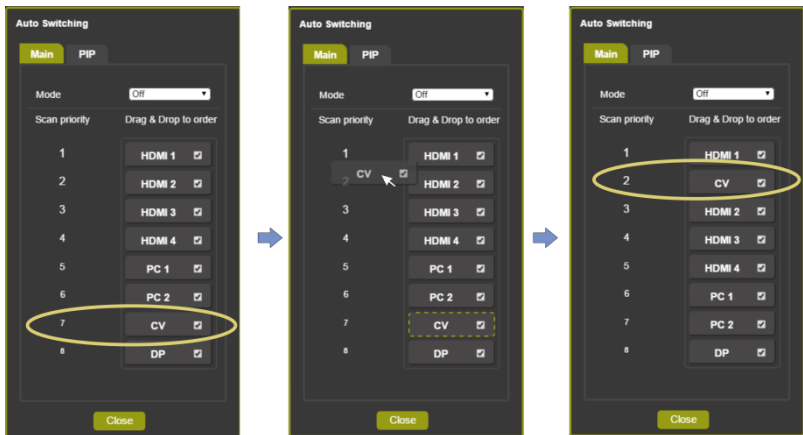 Auto Switching
Main PIP
Mode Off
Scan priority Drag & Drop to order
1 HDMI 1
2 HDMI 2
3 HDMI 3
4 HDMI 4
5 PC 1
6 PC 2
7 CV
8 DP
Close
Auto Switching
Main PIP
Mode Off
Scan priority Drag & Drop to order
1 HDMI 1
CV
2 HDMI 2
3 HDMI 3
4 HDMI 4
5 PC 1
6 PC 2
7 CV
8 DP
Close
Auto Switching
Main PIP
Mode Off
Scan priority Drag & Drop to order
1 HDMI 1
2 CV
3 HDMI 2
4 HDMI 3
5 HDMI 4
6 PC 1
7 PC 2
8 DP
Close